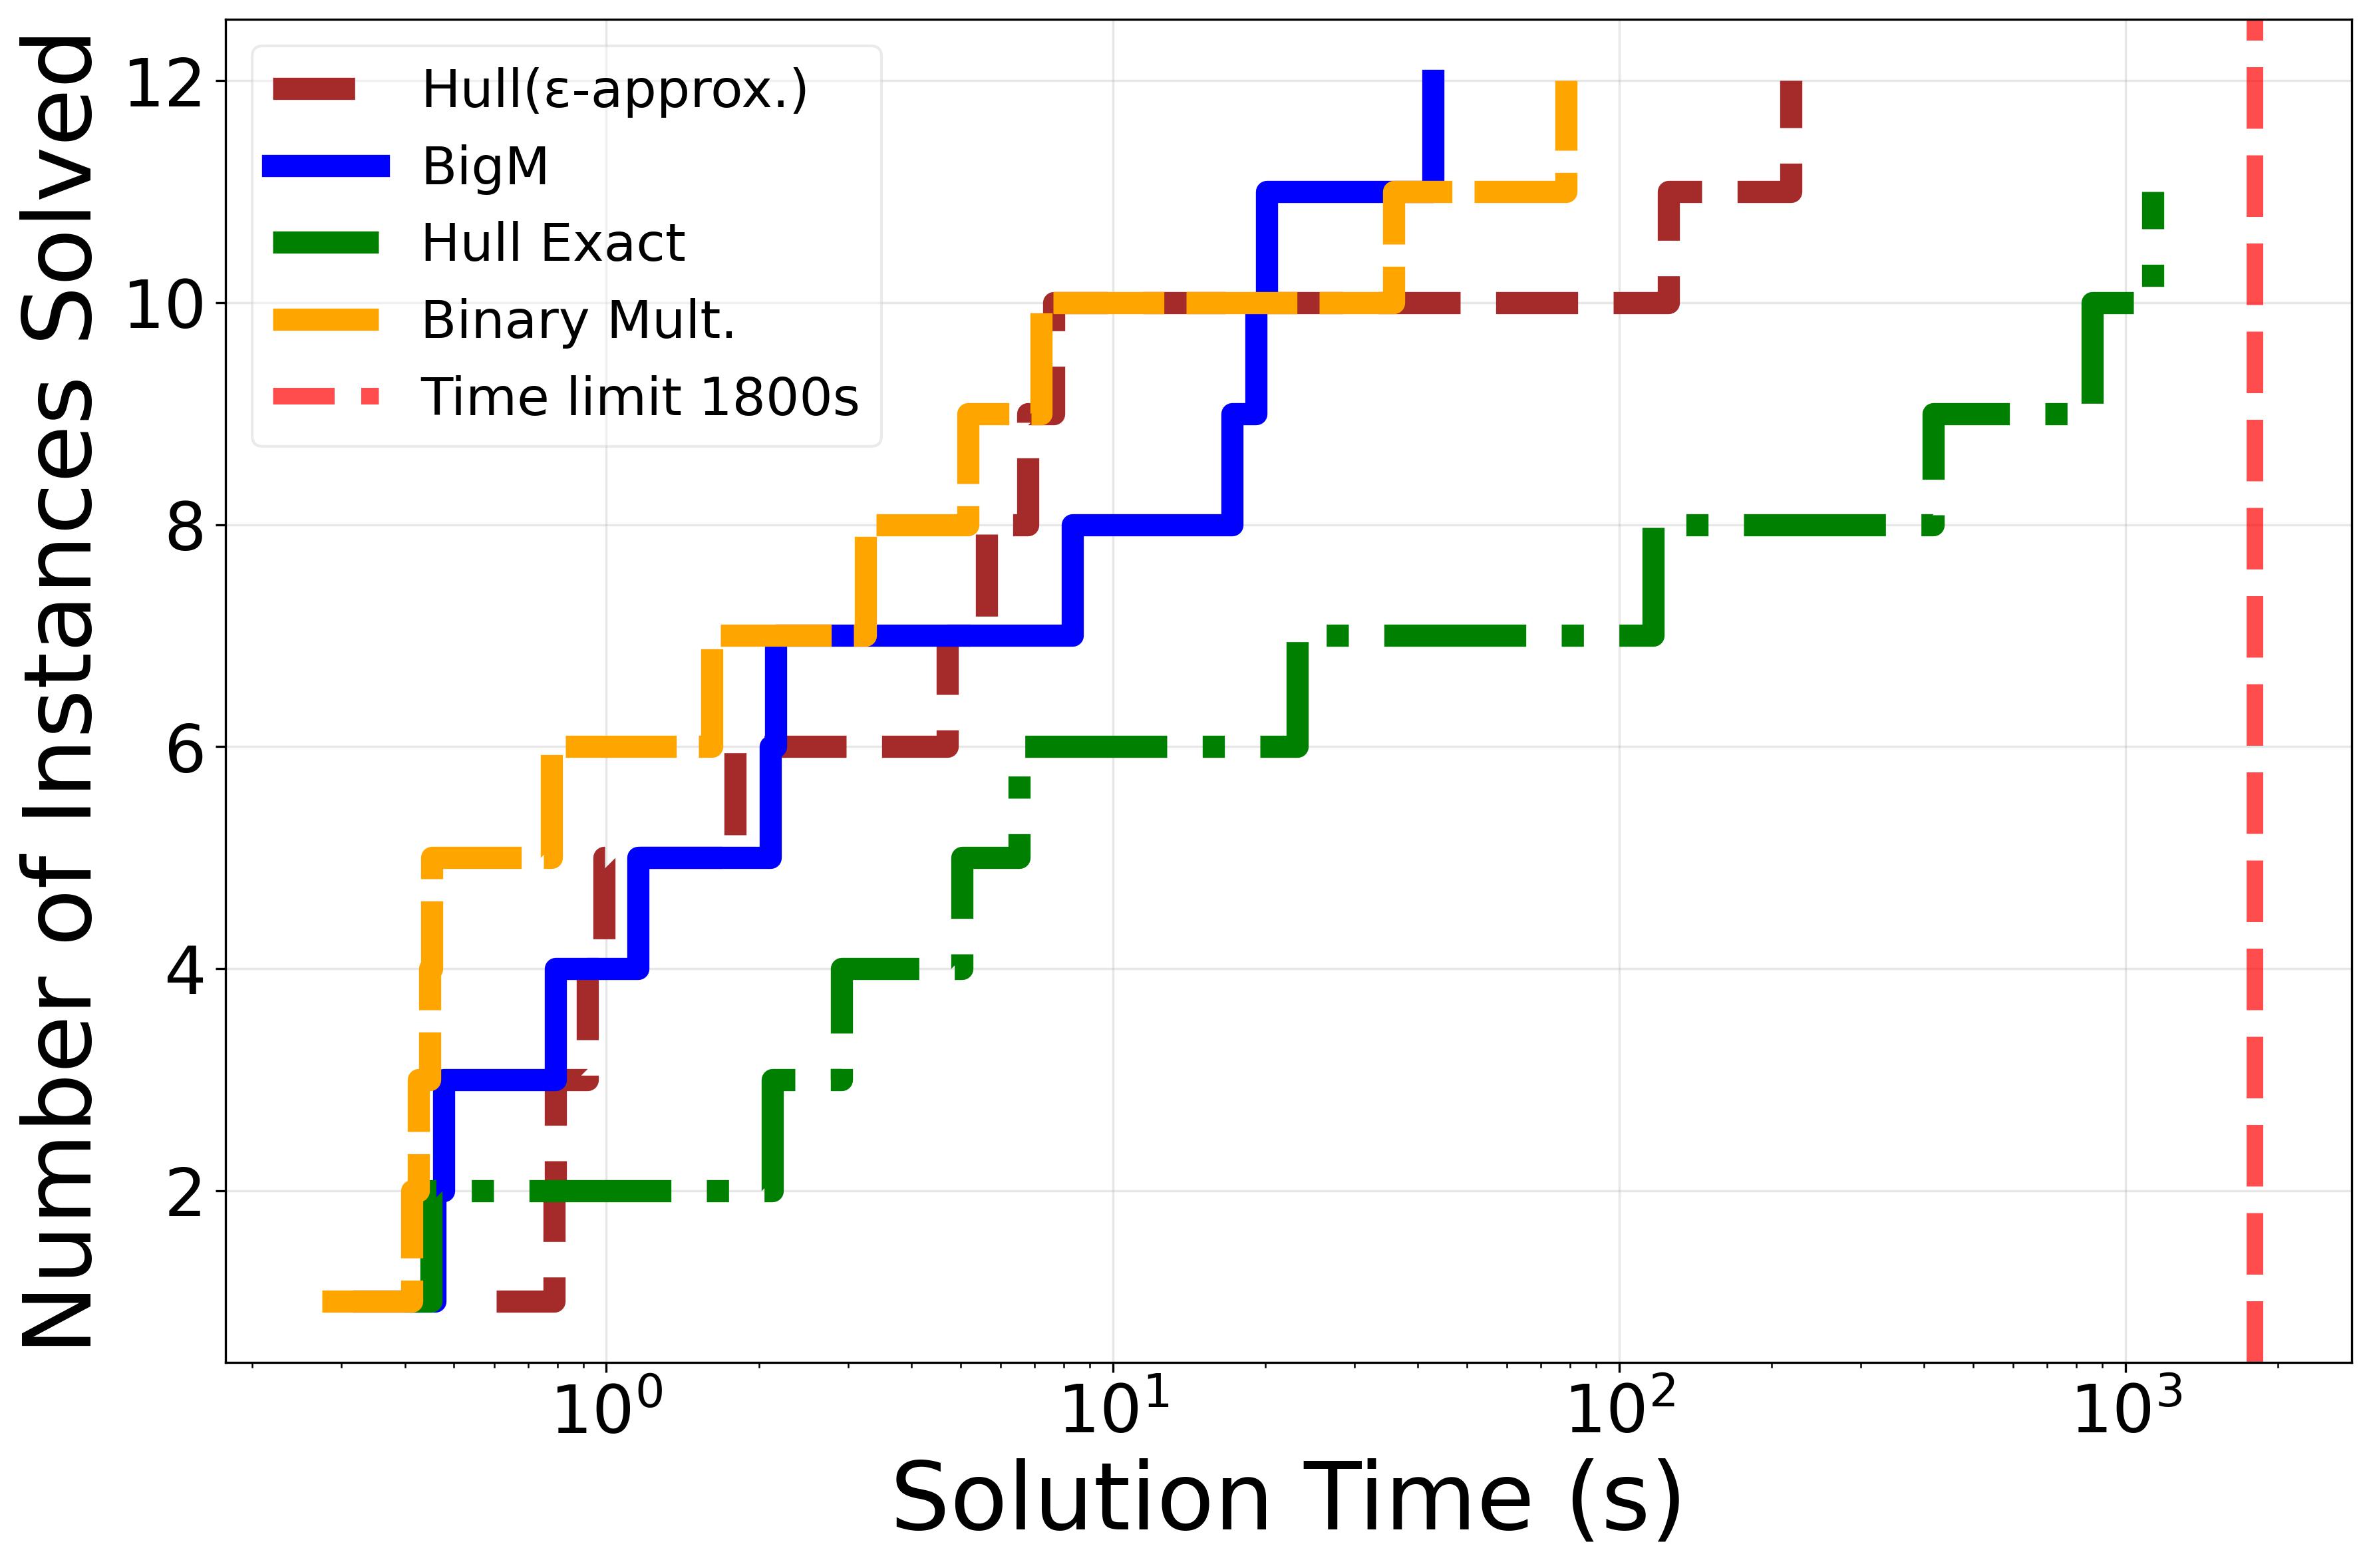 Number of Instances Solved
12
10
8
6
4
2
Hull(ε-approx.)
BigM
Hull Exact
Binary Mult.
Time limit 1800s
10⁰ 10¹ 10² 10³
Solution Time (s)